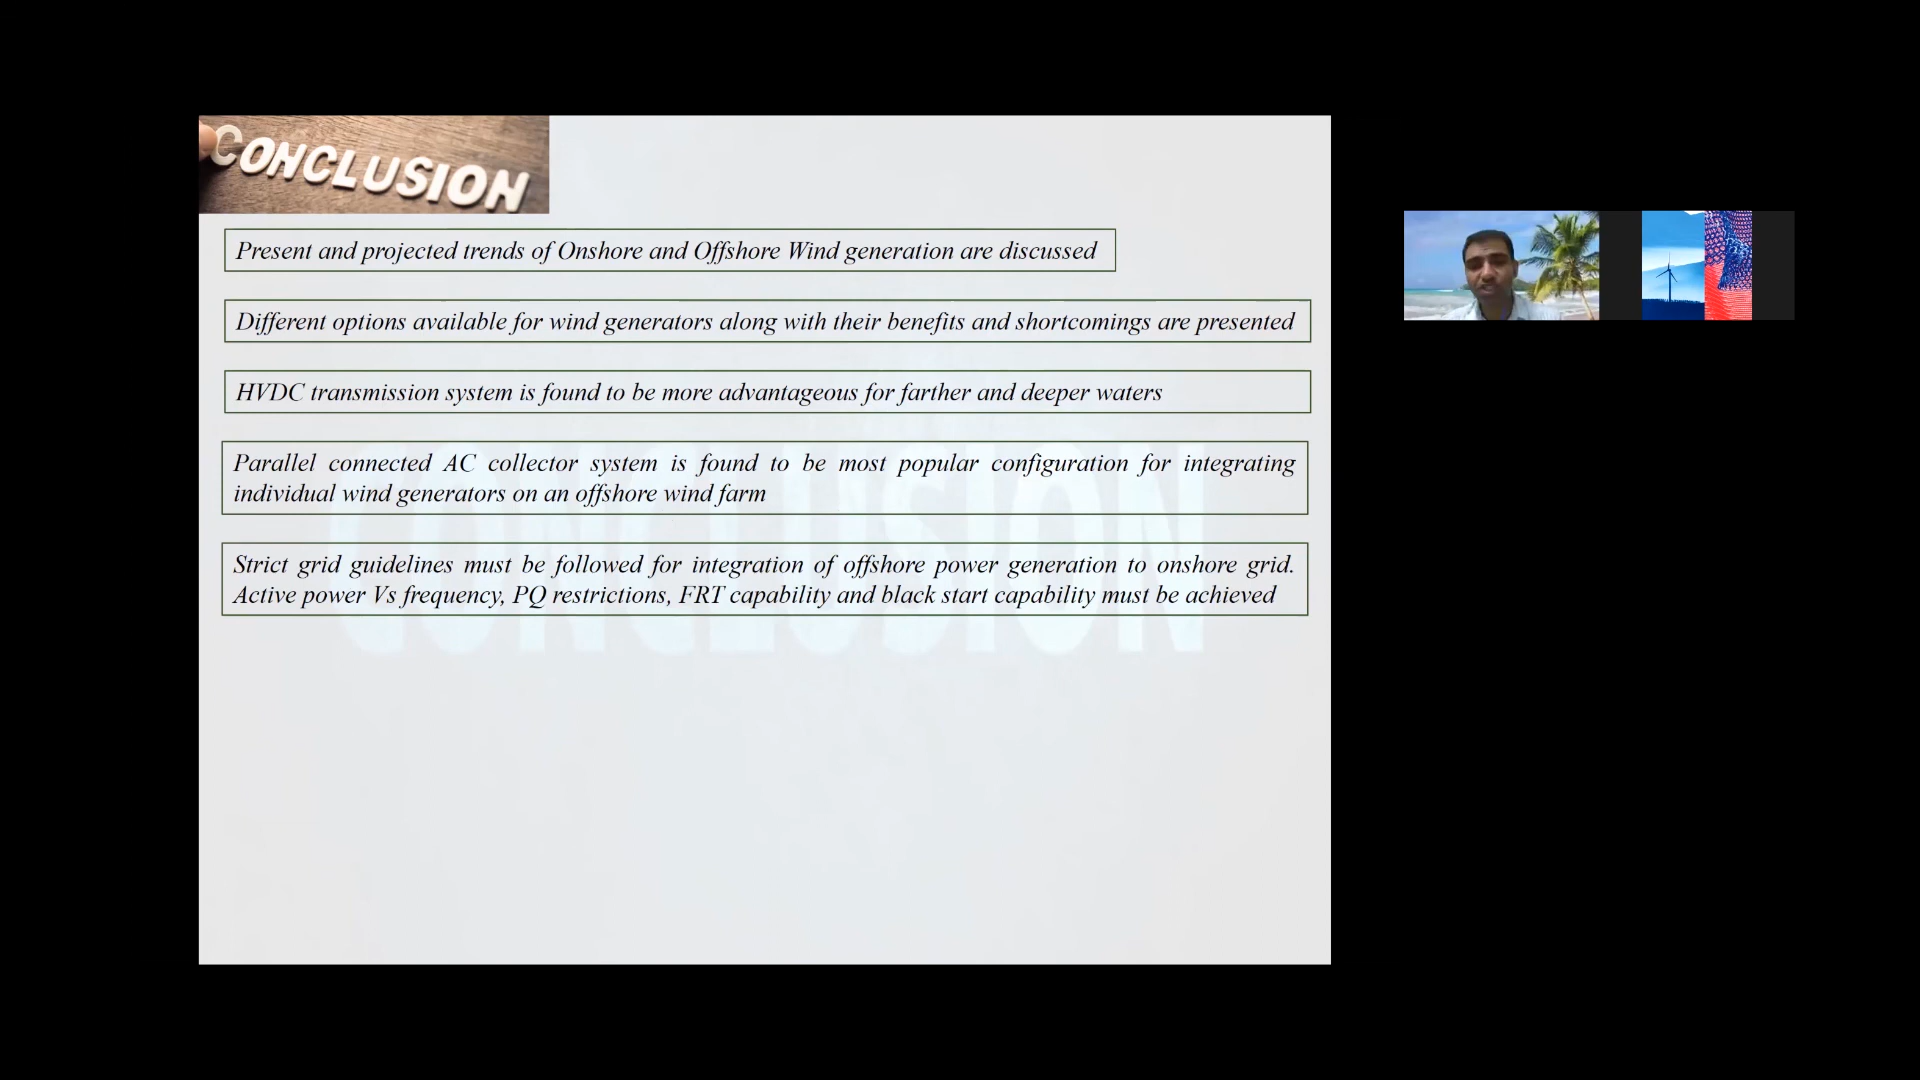 CONCLUSION
Present and projected trends of Onshore and Offshore Wind generation are discussed
Different options available for wind generators along with their benefits and shortcomings are presented
HVDC transmission system is found to be more advantageous for farther and deeper waters
Parallel connected AC collector system is found to be most popular configuration for integrating
individual wind generators on an offshore wind farm
CONCLUSION
Strict grid guidelines must be followed for integration of offshore power generation to onshore grid.
Active power Vs frequency, PQ restrictions, FRT capability and black start capability must be achieved